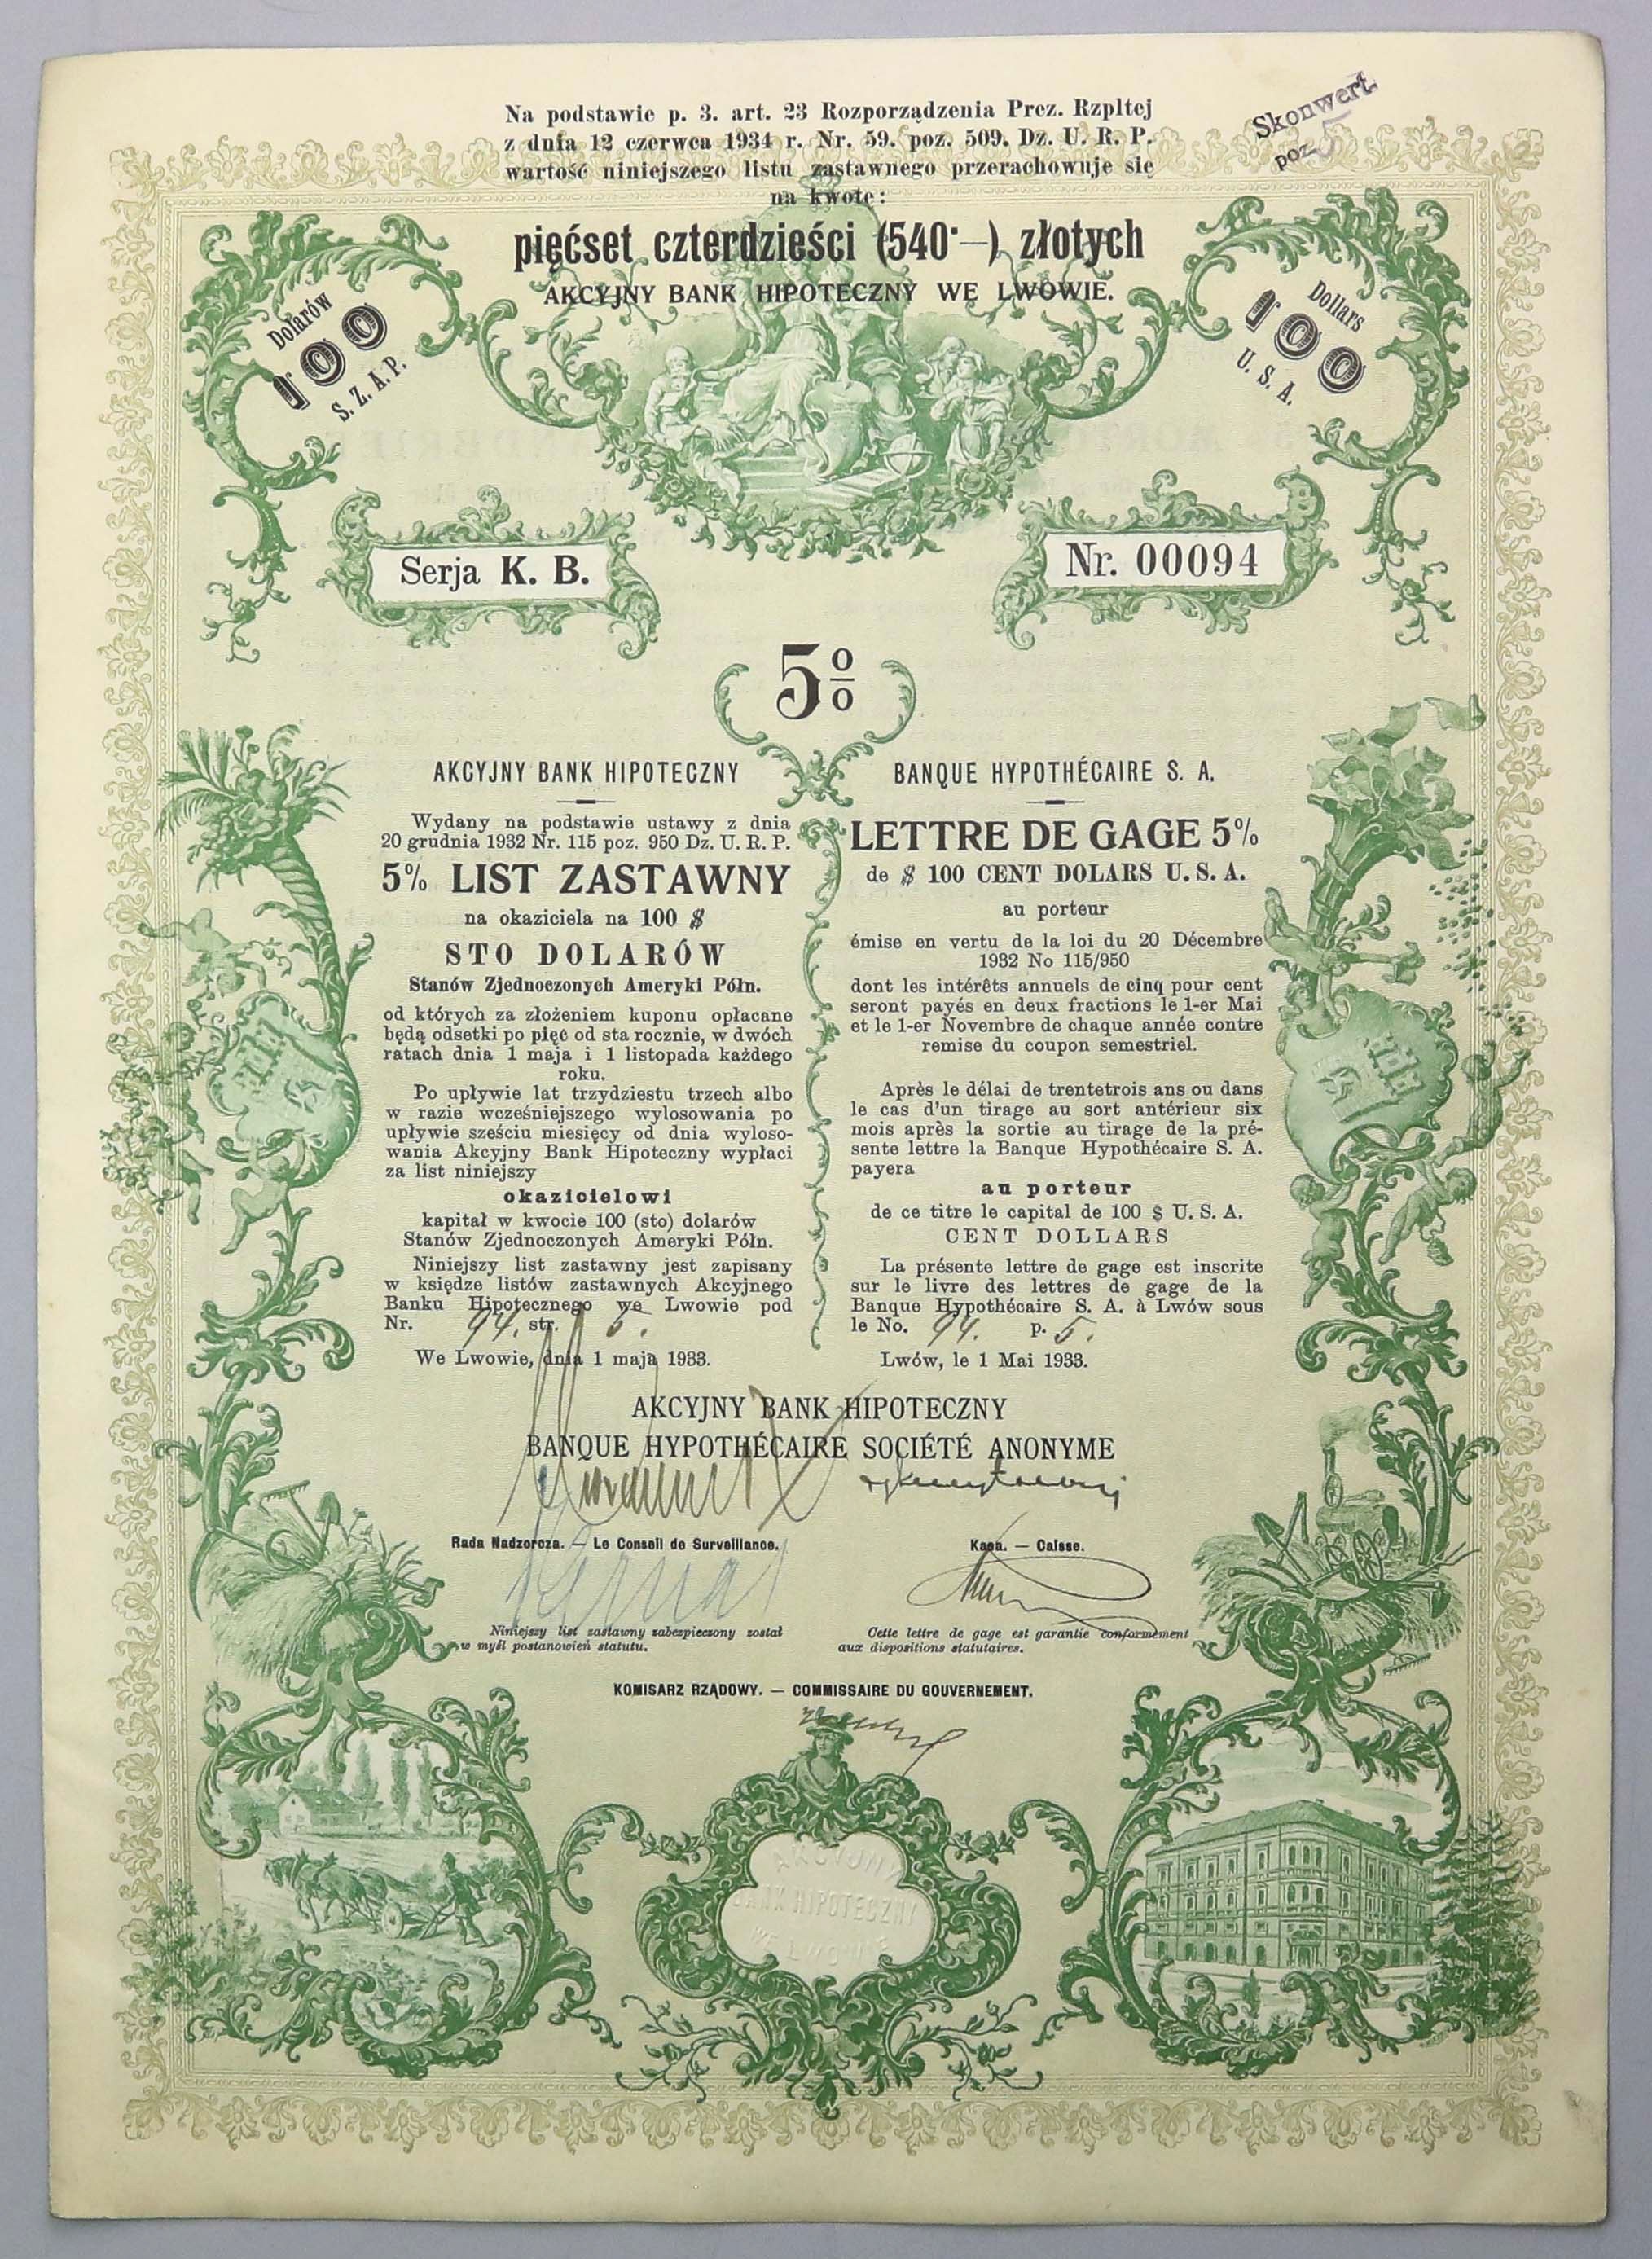 Na podstawie p. 3. art. 23 Rozporządzenia Prez. Rzpltej
z dnia 12 czerwca 1934 r. Nr. 59. poz. 509. Dz. U. R. P.
wartość niniejszego listu zastawnego przerachowuje się
na kwotę:
pięćset czterdzieści (540·—) złotych
AKCYJNY BANK HIPOTECZNY WE LWOWIE.
Skonwert.
poz. 5
Dolarów
100
S. Z. A. P.
Dollars
100
U. S. A.
Serja K. B.
Nr. 00094
5%
AKCYJNY BANK HIPOTECZNY
Wydany na podstawie ustawy z dnia
20 grudnia 1932 Nr. 115 poz. 950 Dz. U. R. P.
5% LIST ZASTAWNY
na okaziciela na 100 $
STO DOLARÓW
Stanów Zjednoczonych Ameryki Półn.
od których za złożeniem kuponu opłacane
będą odsetki po pięć od sta rocznie, w dwóch
ratach dnia 1 maja i 1 listopada każdego
roku.
Po upływie lat trzydziestu trzech albo
w razie wcześniejszego wylosowania po
upływie sześciu miesięcy od dnia wyloso-
wania Akcyjny Bank Hipoteczny wypłaci
za list niniejszy
okazicielowi
kapitał w kwocie 100 (sto) dolarów
Stanów Zjednoczonych Ameryki Półn.
Niniejszy list zastawny jest zapisany
w księdze listów zastawnych Akcyjnego
Banku Hipotecznego we Lwowie pod
Nr. 94. str. 5.
We Lwowie, dnia 1 maja 1933.
BANQUE HYPOTHÉCAIRE S. A.
LETTRE DE GAGE 5%
de $ 100 CENT DOLARS U. S. A.
au porteur
émise en vertu de la loi du 20 Décembre
1932 No 115/950
dont les intérêts annuels de cinq pour cent
seront payés en deux fractions le 1-er Mai
et le 1-er Novembre de chaque année contre
remise du coupon semestriel.
Après le délai de trentetrois ans ou dans
le cas d'un tirage au sort antérieur six
mois après la sortie au tirage de la pré-
sente lettre la Banque Hypothécaire S. A.
payera
au porteur
de ce titre le capital de 100 $ U. S. A.
CENT DOLLARS
La présente lettre de gage est inscrite
sur le livre des lettres de gage de la
Banque Hypothécaire S. A. à Lwów sous
le No. 94. p. 5.
Lwów, le 1 Mai 1933.
AKCYJNY BANK HIPOTECZNY
BANQUE HYPOTHÉCAIRE SOCIÉTÉ ANONYME
Rada Nadzorcza. — Le Conseil de Surveillance.
Kasa. — Caisse.
Niniejszy list zastawny zabezpieczony został
w myśl postanowień statutu.
Cette lettre de gage est garantie conformément
aux dispositions statutaires.
KOMISARZ RZĄDOWY. — COMMISSAIRE DU GOUVERNEMENT.
AKCYJNY
BANK HIPOTECZNY
WE LWOWIE